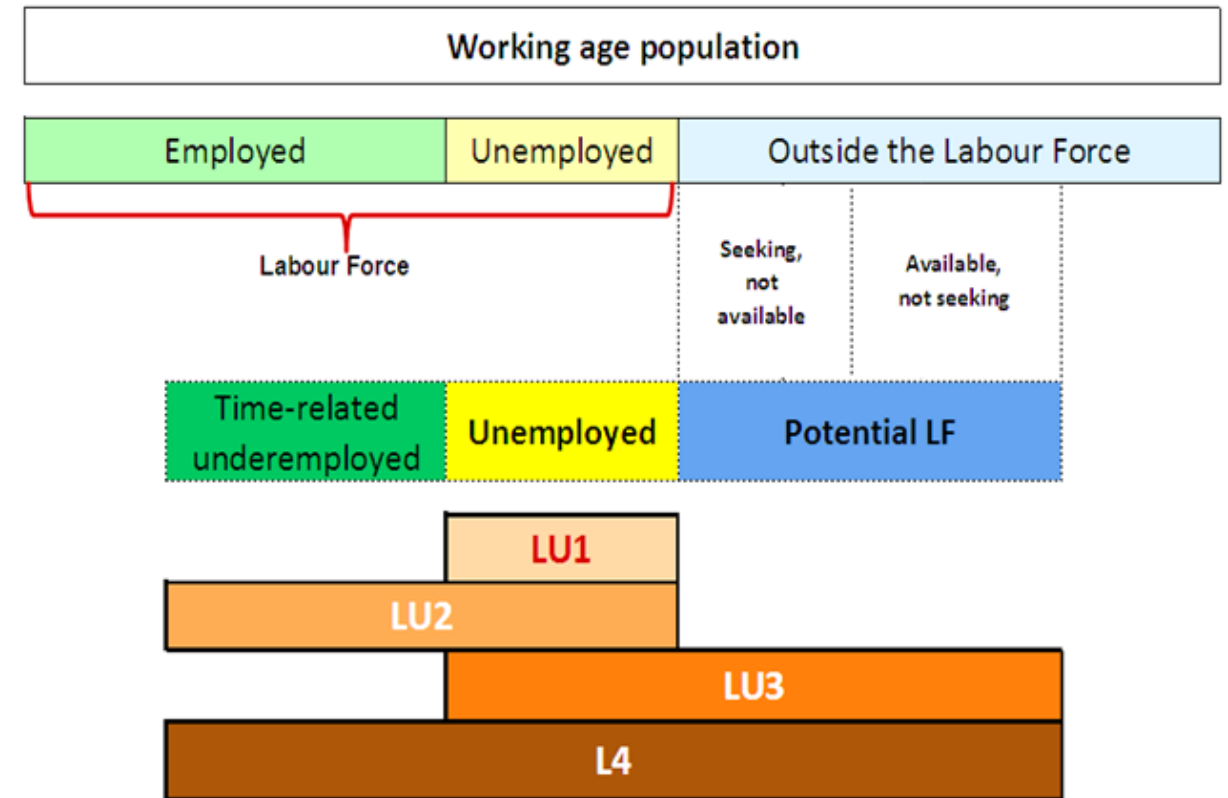 Working age population
Employed
Unemployed
Outside the Labour Force
Labour Force
Seeking,
not
available
Available,
not seeking
Time-related
underemployed
Unemployed
Potential LF
LU1
LU2
LU3
L4